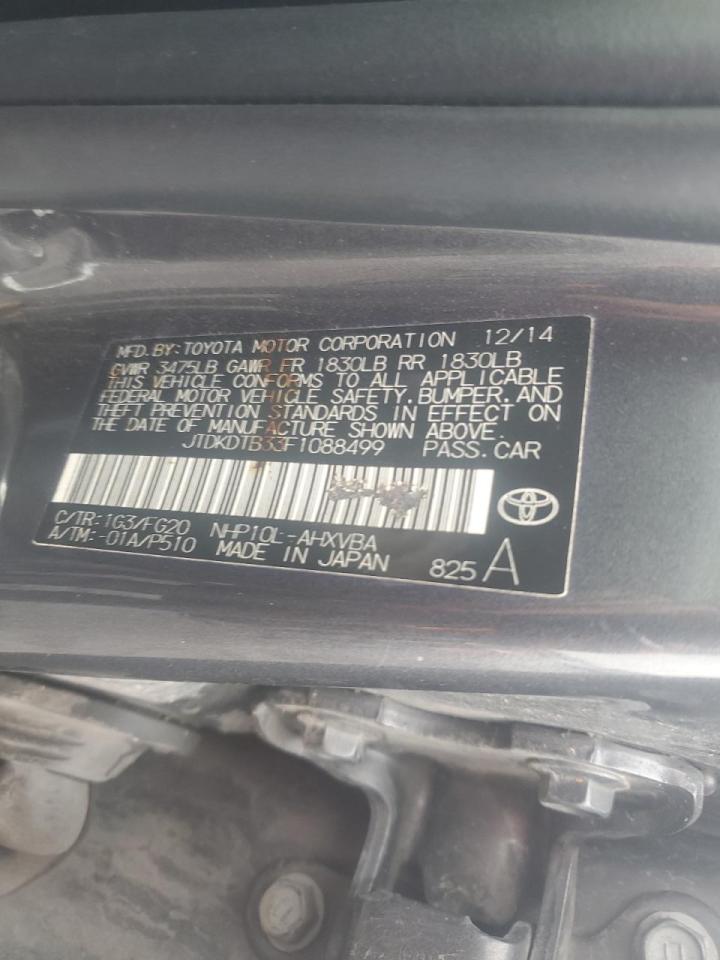 MFD.BY:TOYOTA MOTOR CORPORATION 12/14
GVWR 3475LB GAWR FR 1830LB RR 1830LB
THIS VEHICLE CONFORMS TO ALL APPLICABLE
FEDERAL MOTOR VEHICLE SAFETY.BUMPER.AND
THEFT PREVENTION STANDARDS IN EFFECT ON
THE DATE OF MANUFACTURE SHOWN ABOVE.
JTDKDTB33F1088499 PASS.CAR
C/TR:1G3/FG20 NHP10L-AHXVBA
A/TM:-01A/P510 MADE IN JAPAN 825 A